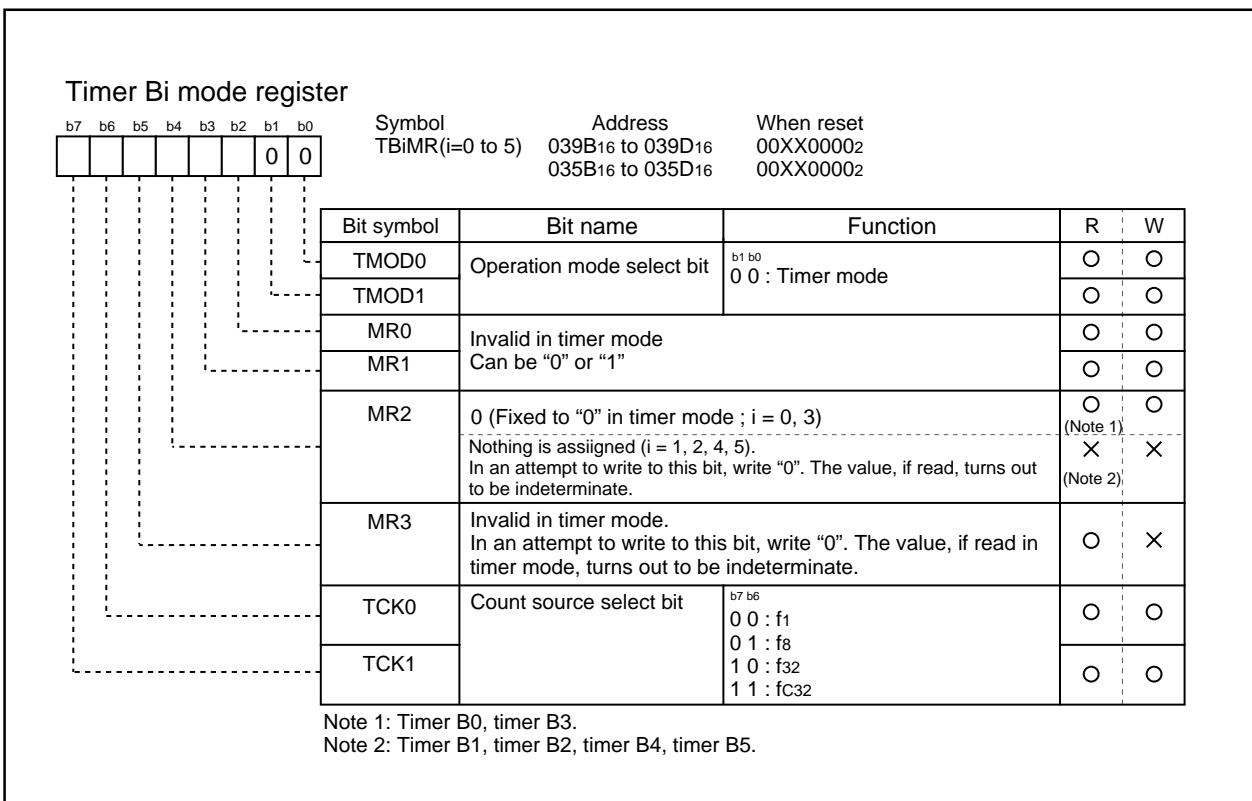 Timer Bi mode register
b7 b6 b5 b4 b3 b2 b1 b0
0 0
Symbol Address When reset
TBiMR(i=0 to 5) 039B16 to 039D16 00XX00002
035B16 to 035D16 00XX00002
Bit symbol Bit name Function R W
TMOD0 Operation mode select bit b1 b0
0 0 : Timer mode
TMOD1
MR0 Invalid in timer mode
MR1 Can be “0” or “1”
MR2 0 (Fixed to “0” in timer mode ; i = 0, 3) (Note 1)
Nothing is assiigned (i = 1, 2, 4, 5).
In an attempt to write to this bit, write “0”. The value, if read, turns out
to be indeterminate. (Note 2)
MR3 Invalid in timer mode.
In an attempt to write to this bit, write “0”. The value, if read in
timer mode, turns out to be indeterminate.
TCK0 Count source select bit b7 b6
0 0 : f1
0 1 : f8
TCK1 1 0 : f32
1 1 : fC32
Note 1: Timer B0, timer B3.
Note 2: Timer B1, timer B2, timer B4, timer B5.